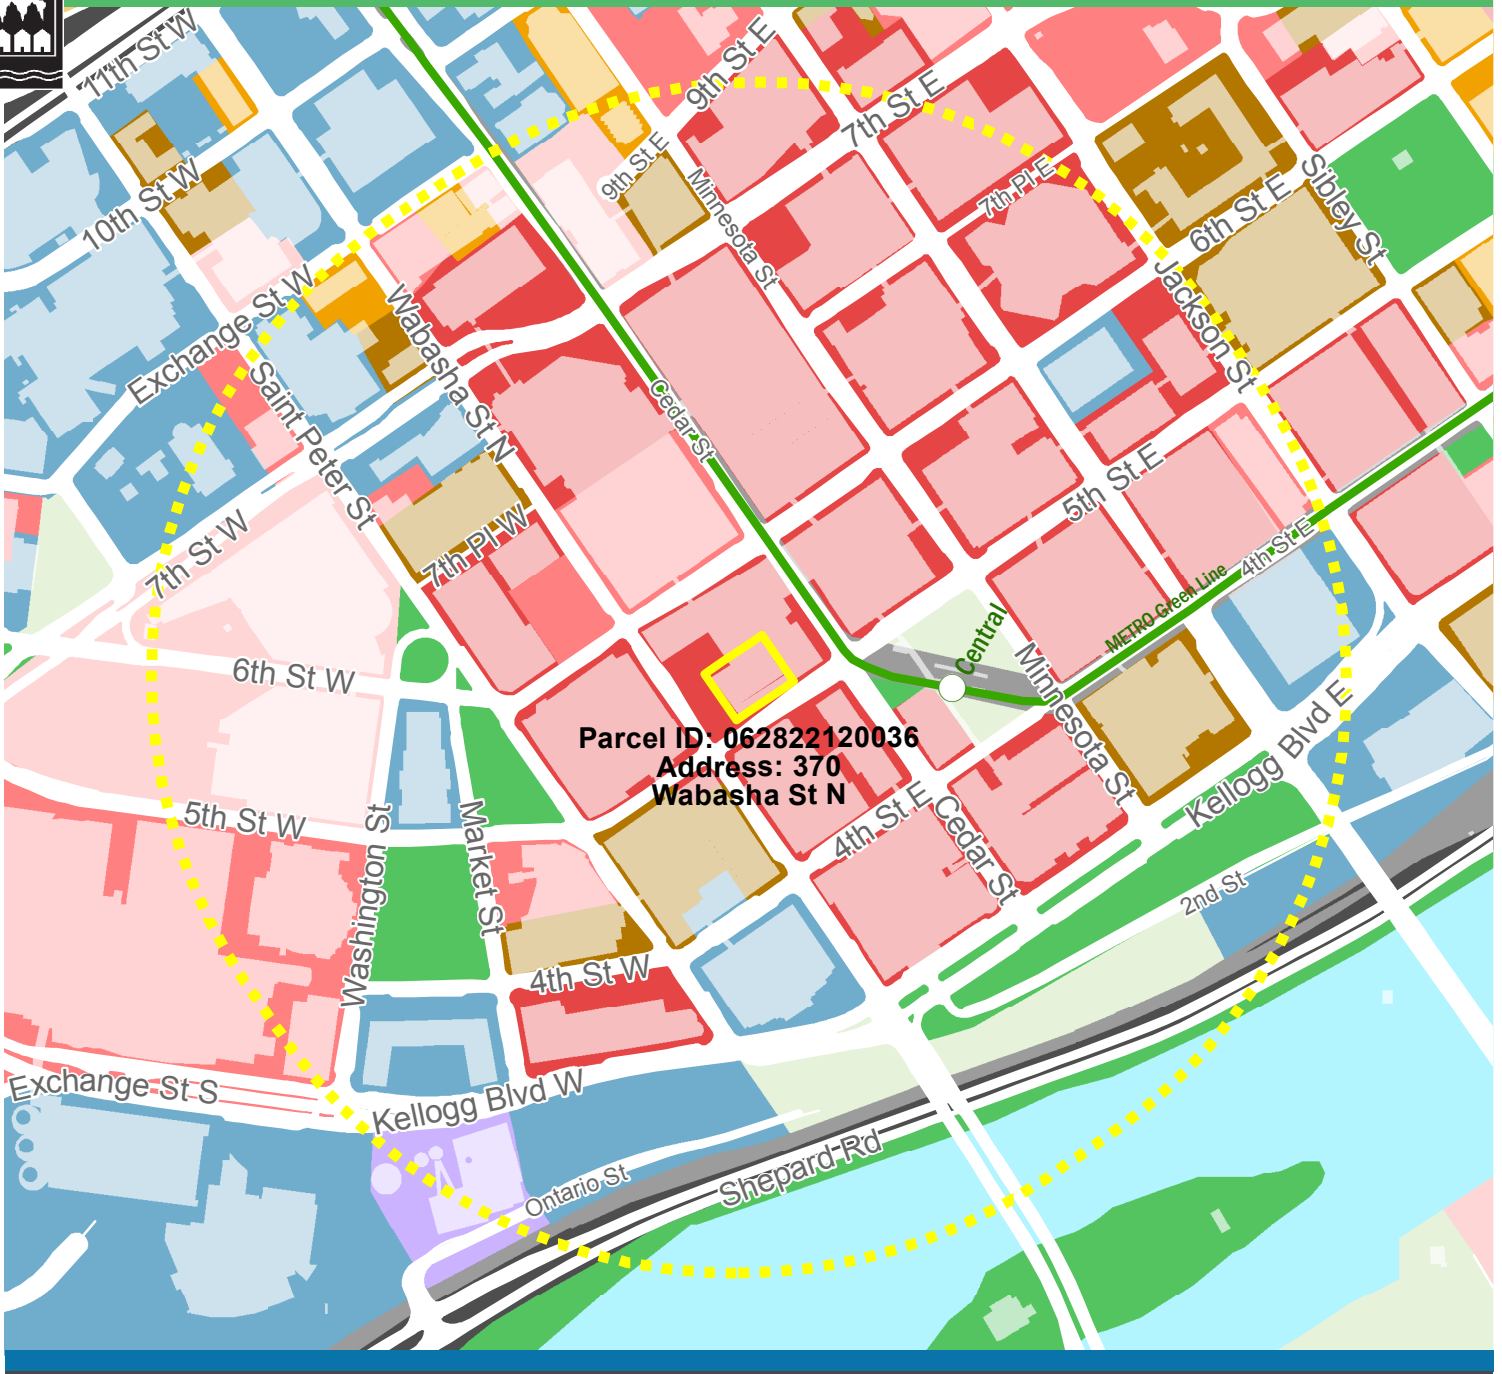 11th St W
9th St E
7th St E
9th St E
Minnesota St
7th Pl E
Sibley St
10th St W
6th St E
Exchange St W
Wabasha St N
Jackson St
Saint Peter St
Cedar St
5th St E
7th St W
7th Pl W
4th St E
METRO Green Line
Central
6th St W
Minnesota St
Parcel ID: 062822120036
Address: 370
Wabasha St N
Kellogg Blvd E
5th St W
Washington St
Market St
4th St E
Cedar St
2nd St
4th St W
Exchange St S
Kellogg Blvd W
Ontario St
Shepard Rd